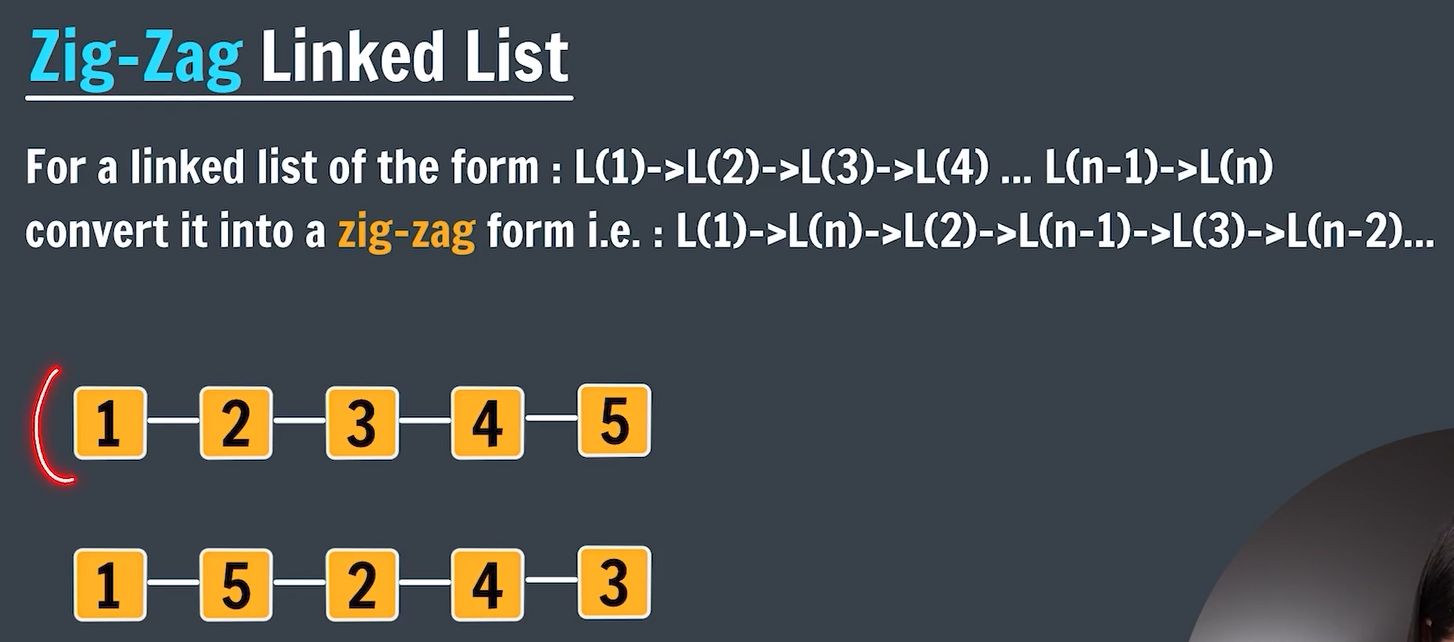 Zig-Zag Linked List
For a linked list of the form : L(1)->L(2)->L(3)->L(4) ... L(n-1)->L(n)
convert it into a zig-zag form i.e. : L(1)->L(n)->L(2)->L(n-1)->L(3)->L(n-2)...
1 2 3 4 5
1 5 2 4 3